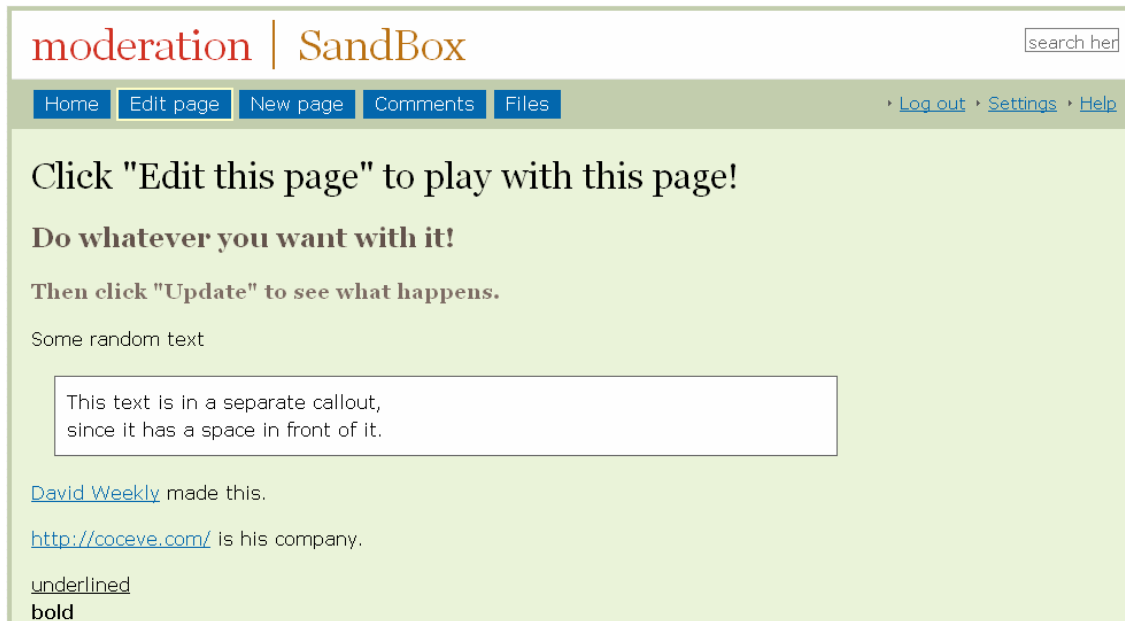 moderation | SandBox
search her
Home Edit page New page Comments Files
Log out Settings Help
Click "Edit this page" to play with this page!
Do whatever you want with it!
Then click "Update" to see what happens.
Some random text
This text is in a separate callout,
since it has a space in front of it.
David Weekly made this.
http://coceve.com/ is his company.
underlined
bold